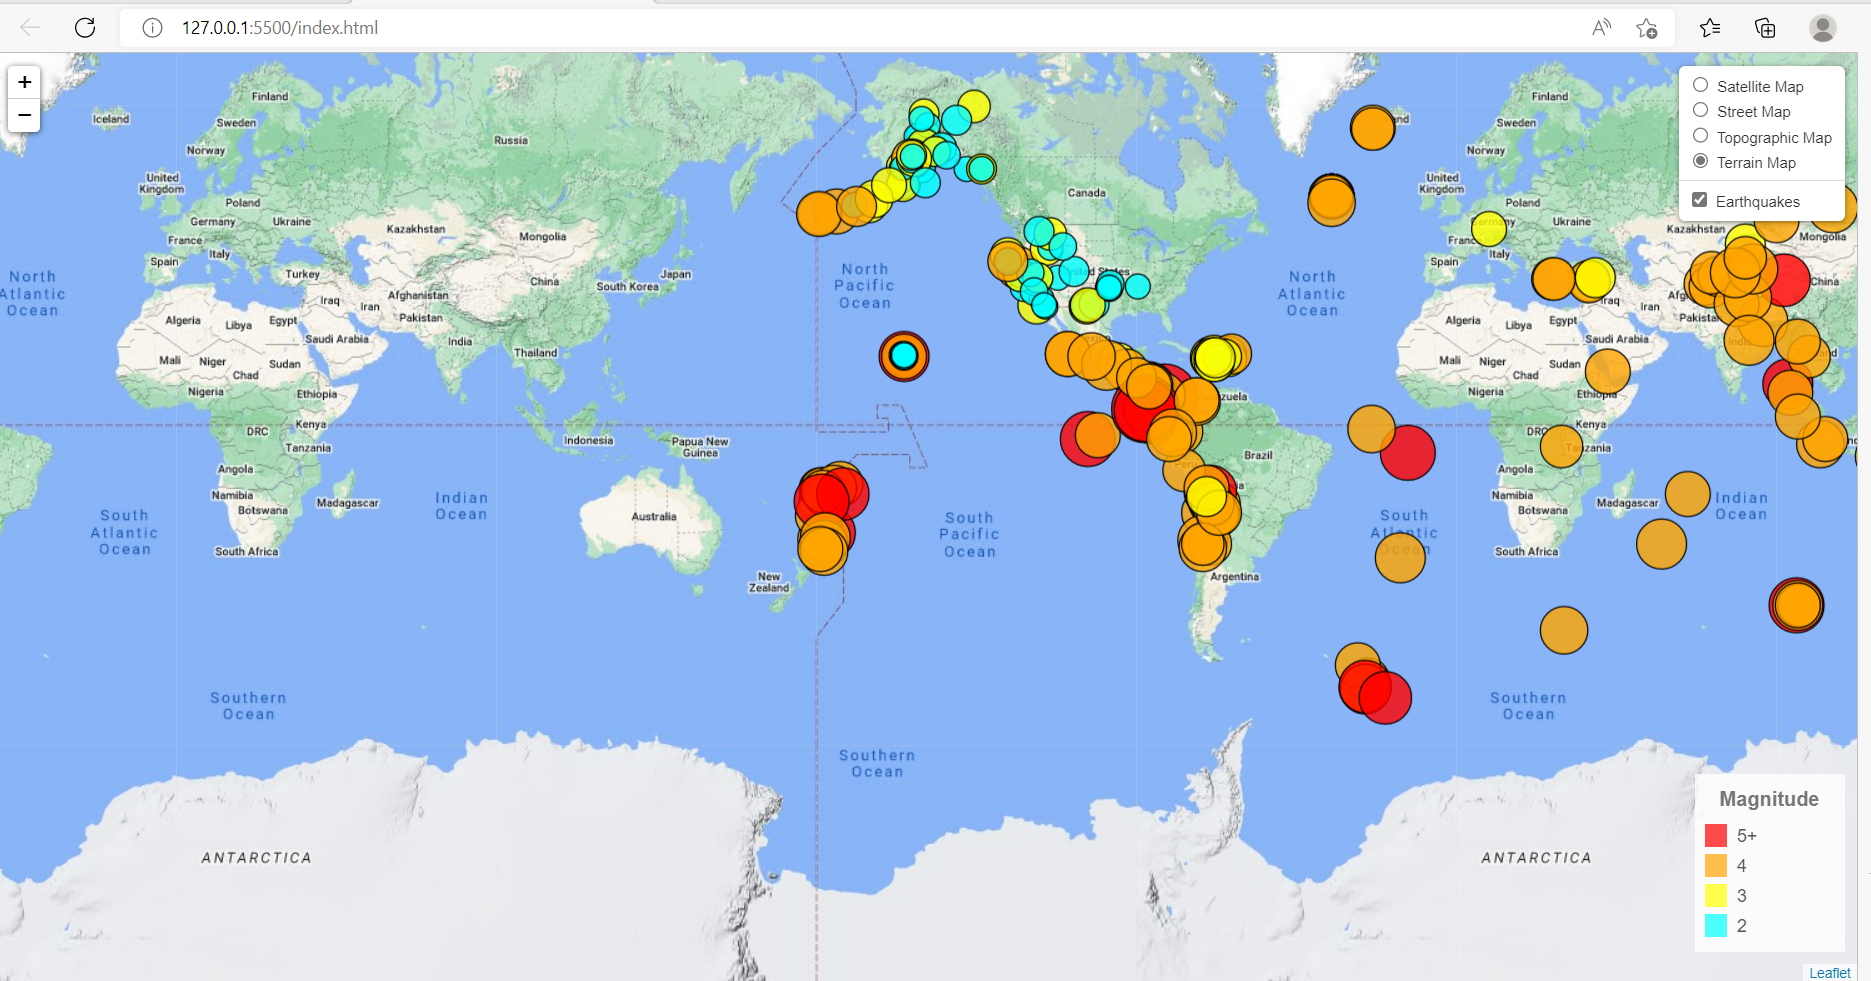 127.0.0.1:5500/index.html
+
−
Satellite Map
Street Map
Topographic Map
Terrain Map
Earthquakes
Iceland
Finland
Sweden
Norway
Russia
United
Kingdom
Poland
Germany
Ukraine
France
Italy
Spain
Turkey
Kazakhstan
Mongolia
China
Japan
South Korea
Iraq
Iran
Afghanistan
Pakistan
India
Thailand
Algeria
Libya
Egypt
Saudi Arabia
Mali
Niger
Sudan
Chad
Nigeria
Ethiopia
DRC
Kenya
Tanzania
Angola
Namibia
Botswana
Madagascar
South Africa
Indonesia
Papua New
Guinea
Australia
New
Zealand
North
Atlantic
Ocean
South
Atlantic
Ocean
Indian
Ocean
Southern
Ocean
North
Pacific
Ocean
South
Pacific
Ocean
Southern
Ocean
Canada
Brazil
Argentina
North
Atlantic
Ocean
South
Atlantic
Ocean
Finland
Sweden
Norway
United
Kingdom
Poland
Ukraine
Italy
Spain
Kazakhstan
Mongolia
China
Iraq
Algeria
Libya
Egypt
Saudi Arabia
Mali
Niger
Sudan
Chad
Nigeria
Kenya
Angola
Namibia
Botswana
Madagascar
South Africa
Indian
Ocean
Southern
Ocean
ANTARCTICA
ANTARCTICA
Magnitude
5+
4
3
2
Leaflet